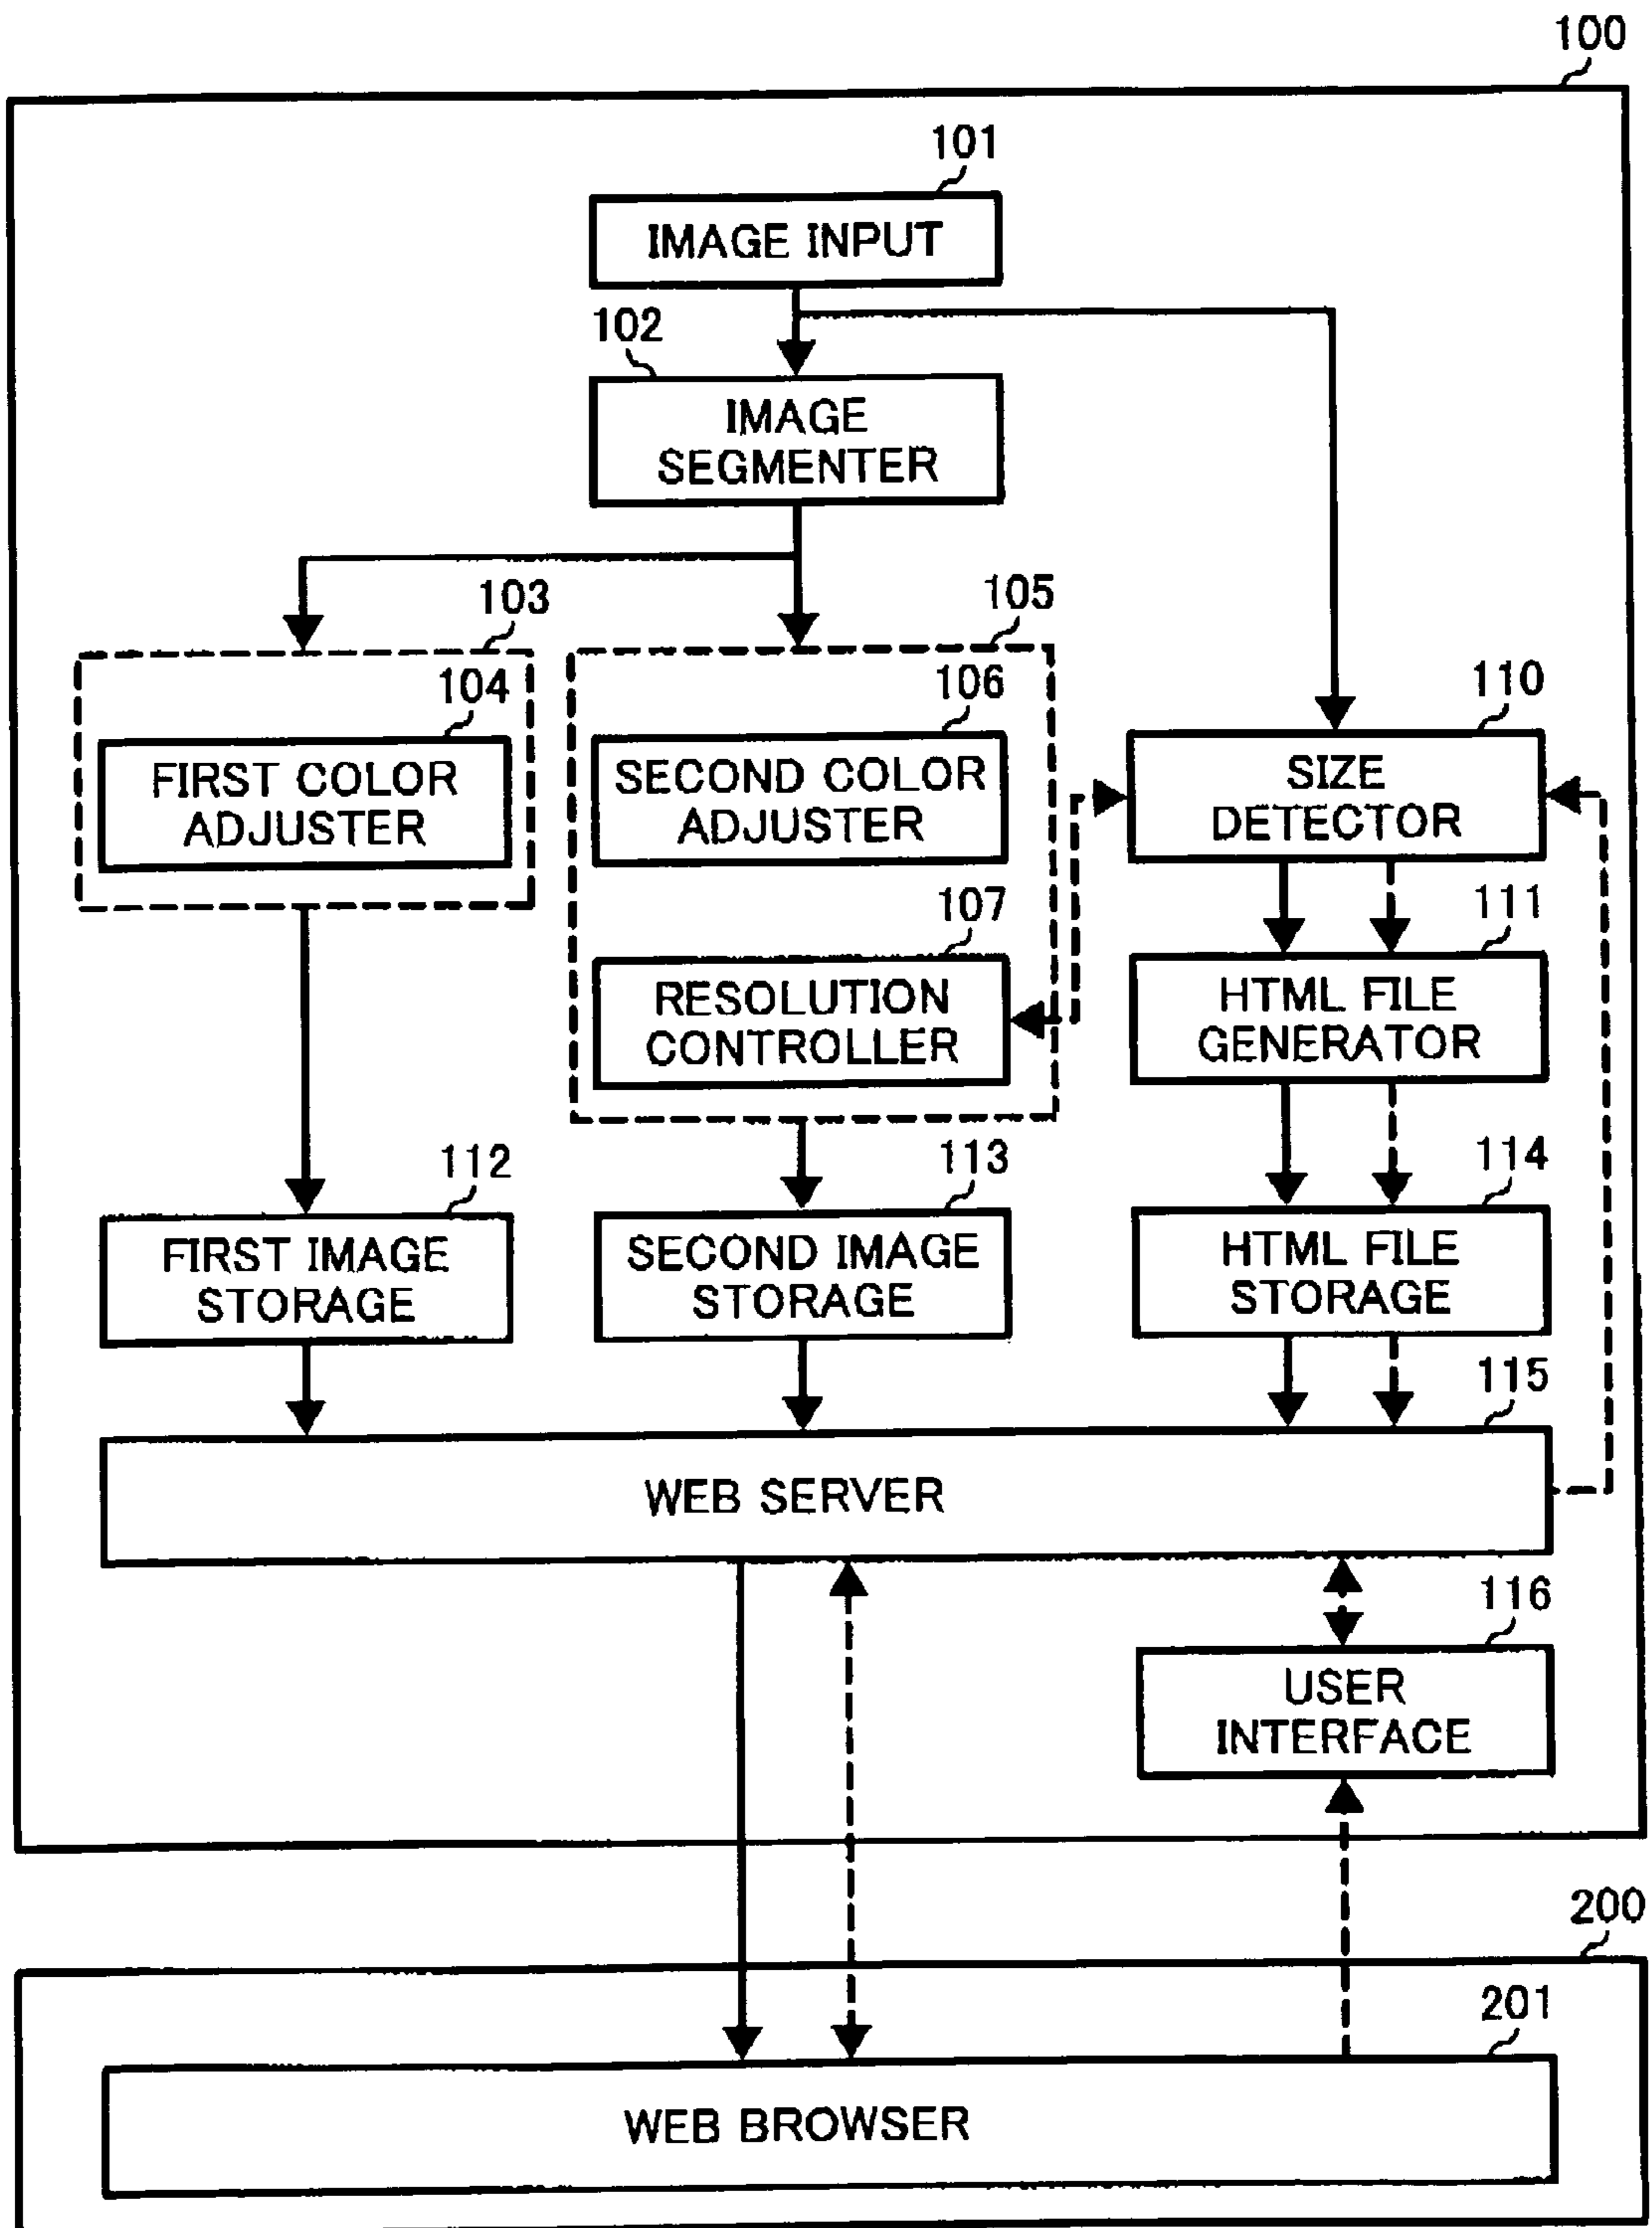 100
101
IMAGE INPUT
102
IMAGE
SEGMENTER
103
105
104
106
110
FIRST COLOR
ADJUSTER
SECOND COLOR
ADJUSTER
SIZE
DETECTOR
107
111
RESOLUTION
CONTROLLER
HTML FILE
GENERATOR
112
113
114
FIRST IMAGE
STORAGE
SECOND IMAGE
STORAGE
HTML FILE
STORAGE
115
WEB SERVER
116
USER
INTERFACE
200
201
WEB BROWSER